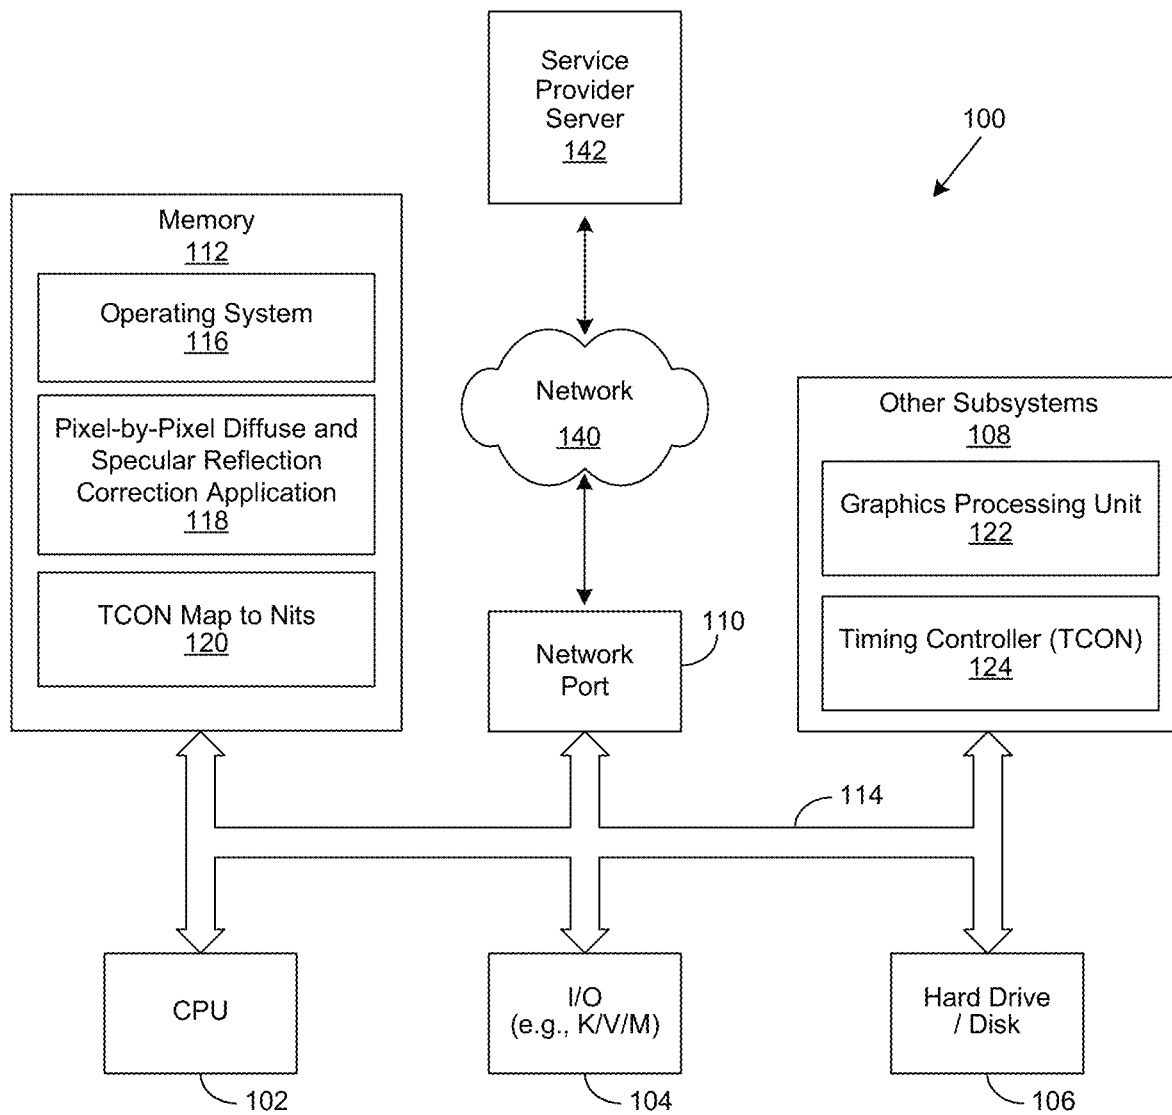 Service
Provider
Server
142
100
Memory
112
Operating System
116
Pixel-by-Pixel Diffuse and
Specular Reflection
Correction Application
118
TCON Map to Nits
120
Network
140
Other Subsystems
108
Graphics Processing Unit
122
Timing Controller (TCON)
124
Network
Port
110
114
CPU
102
I/O
(e.g., K/V/M)
104
Hard Drive
/ Disk
106